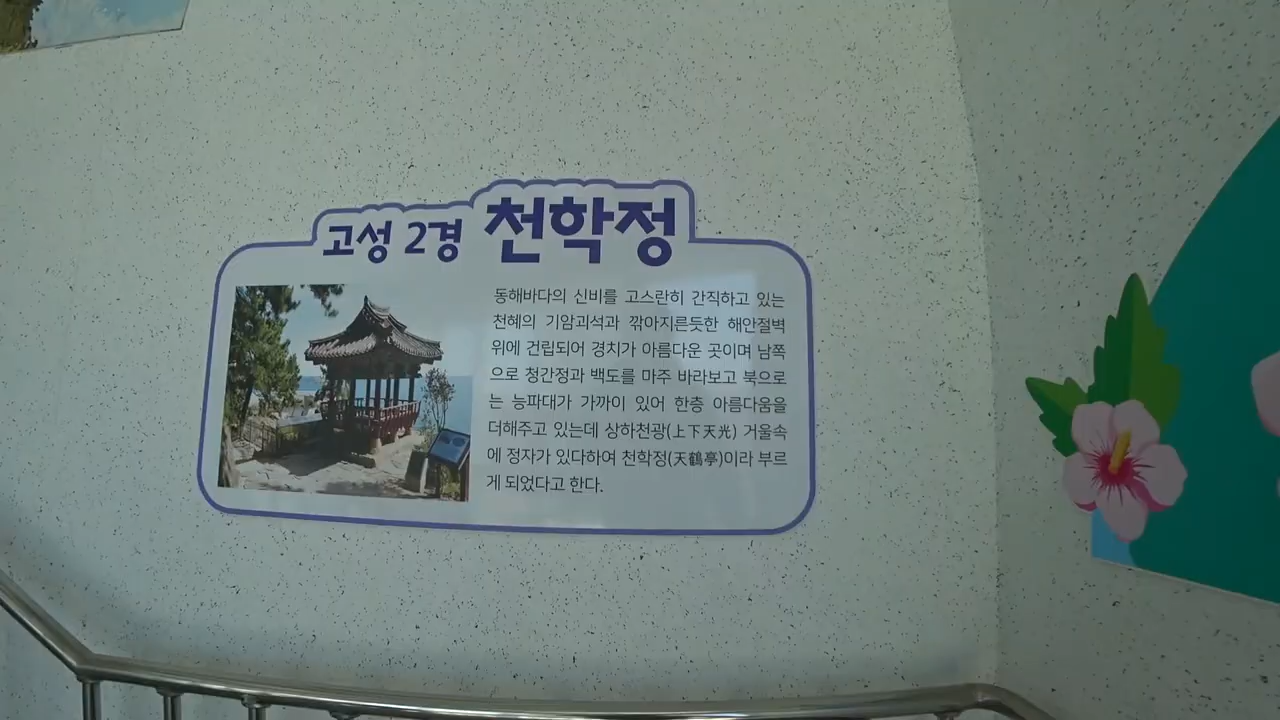 고성 2경 천학정
동해바다의 신비를 고스란히 간직하고 있는
천혜의 기암괴석과 깎아지른듯한 해안절벽
위에 건립되어 경치가 아름다운 곳이며 남쪽
으로 청간정과 백도를 마주 바라보고 북으로
는 능파대가 가까이 있어 한층 아름다움을
더해주고 있는데 상하천광(上下天光) 거울속
에 정자가 있다하여 천학정(天鶴亭)이라 부르
게 되었다고 한다.